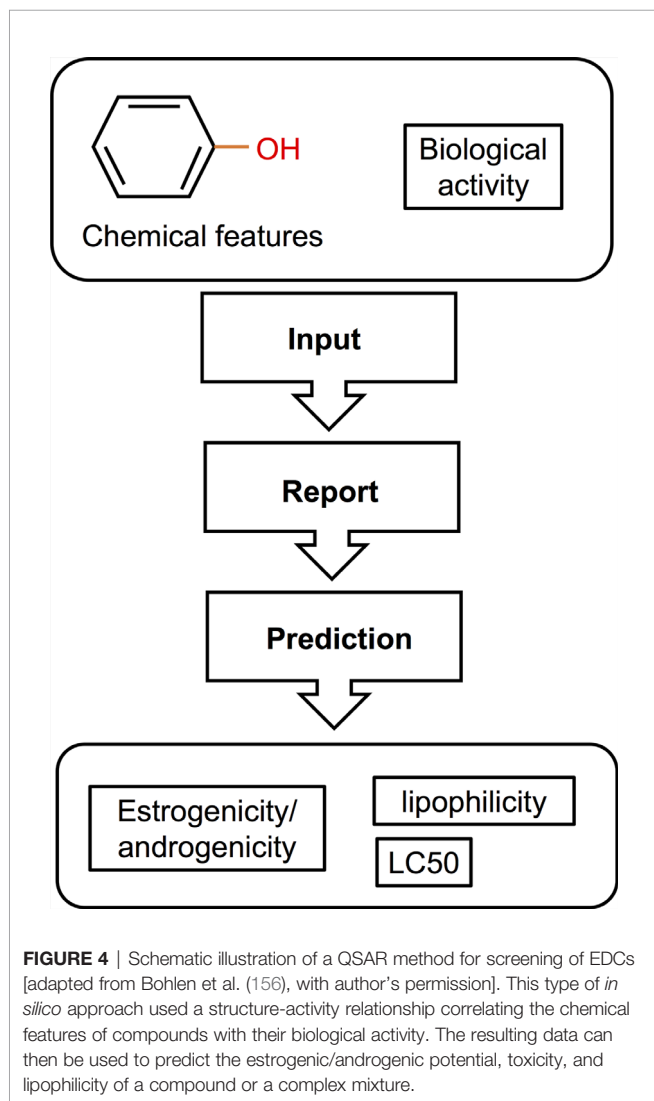 OH
Biological
activity
Chemical features
Input
Report
Prediction
Estrogenicity/
androgenicity
lipophilicity
LC50
FIGURE 4 | Schematic illustration of a QSAR method for screening of EDCs
[adapted from Bohlen et al. (156), with author's permission]. This type of in
silico approach used a structure-activity relationship correlating the chemical
features of compounds with their biological activity. The resulting data can
then be used to predict the estrogenic/androgenic potential, toxicity, and
lipophilicity of a compound or a complex mixture.